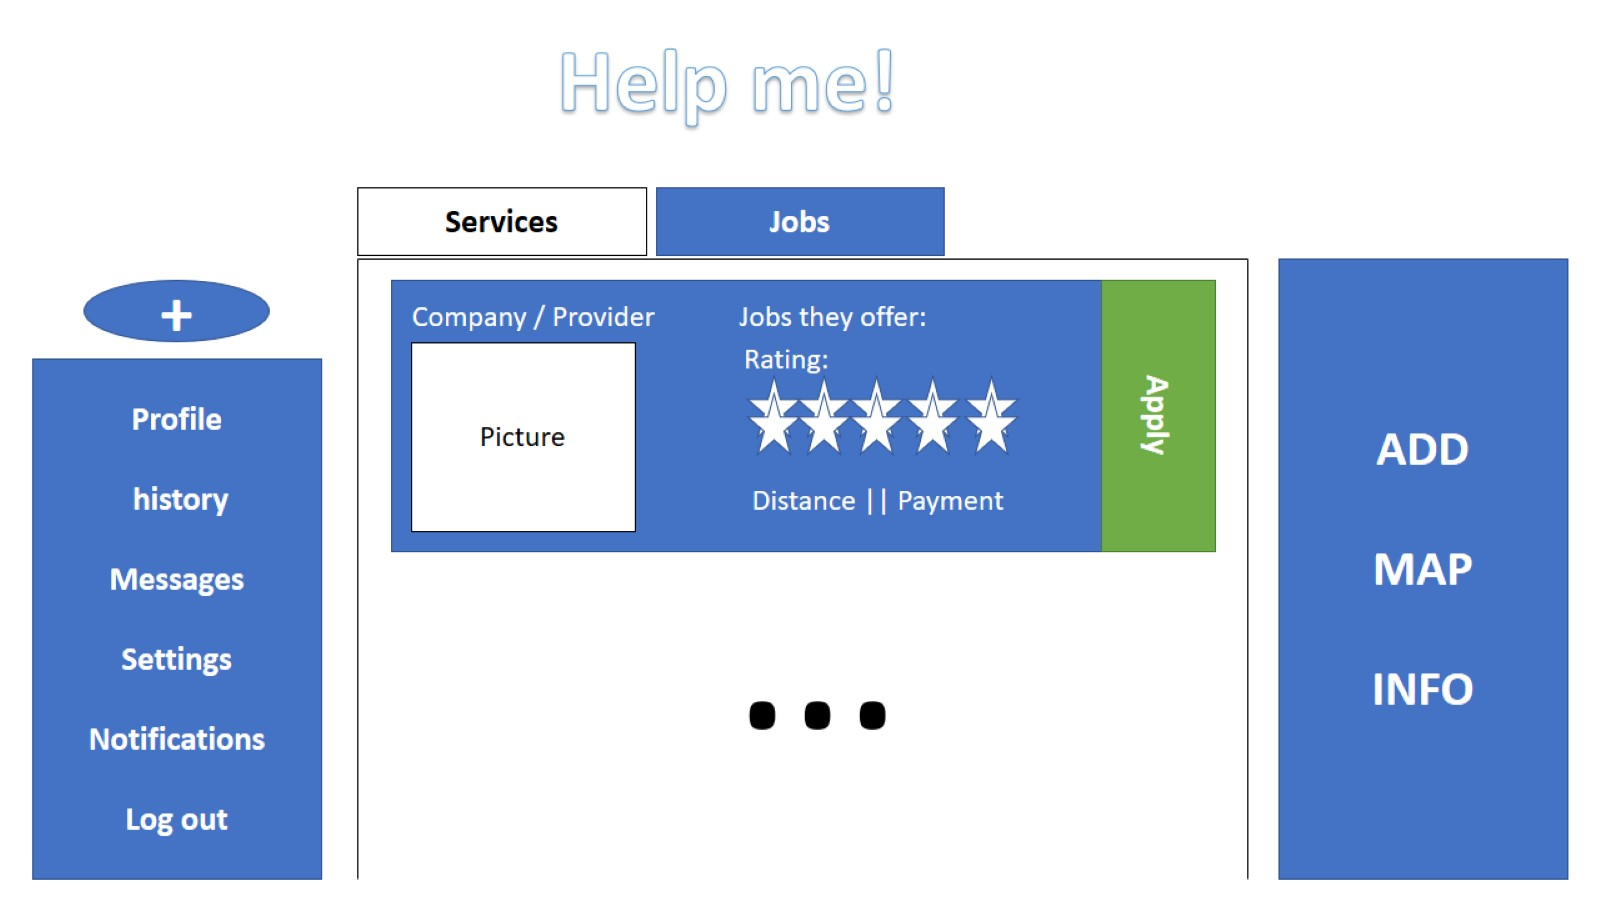 Help me!
Services
Jobs
+
Profile
history
Messages
Settings
Notifications
Log out
Company / Provider
Picture
Jobs they offer:
Rating:
Distance || Payment
Apply
...
ADD
MAP
INFO